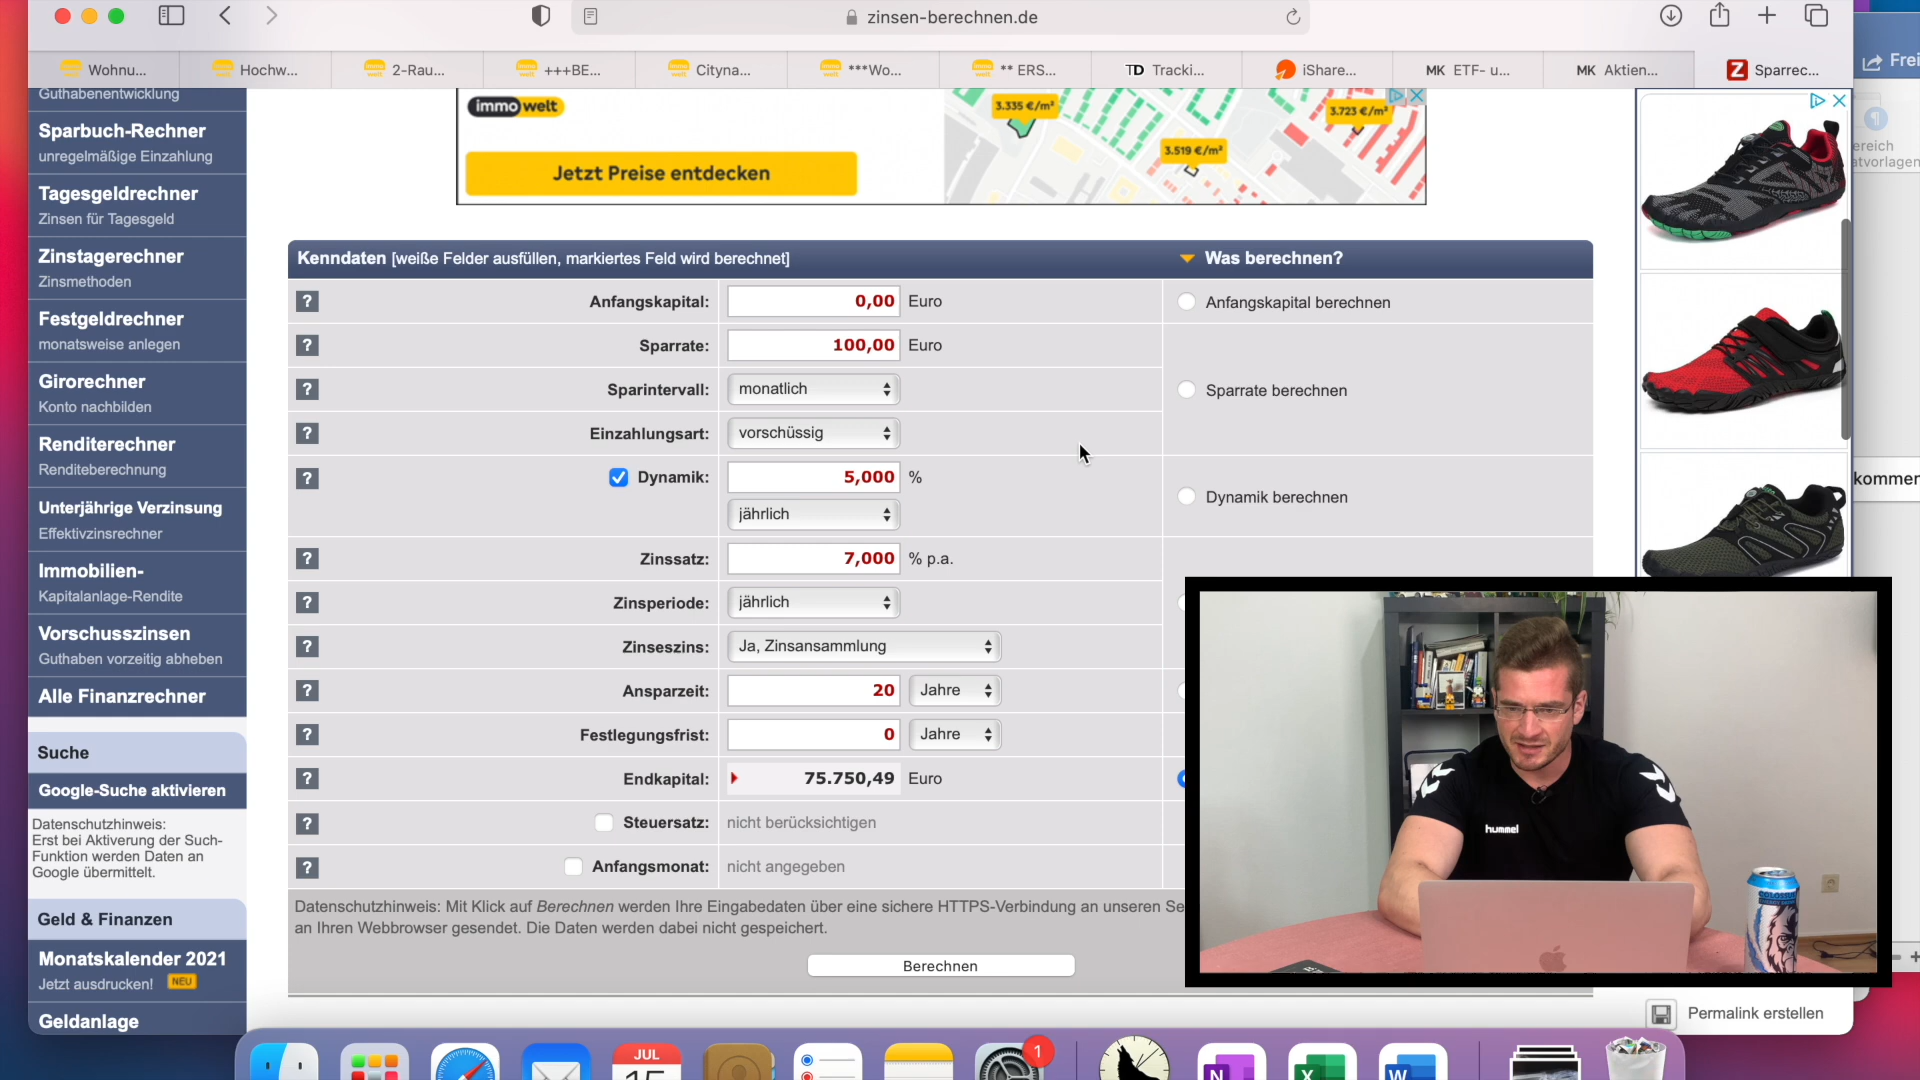 zinsen-berechnen.de
Frei
Wohnu...
Hochw...
2-Rau...
+++BE...
Cityna...
***Wo...
** ERS...
TD Tracki...
iShare...
MK ETF- u...
MK Aktien...
Z Sparrec...
Guthabenentwicklung
Sparbuch-Rechner
unregelmäßige Einzahlung
Tagesgeldrechner
Zinsen für Tagesgeld
Zinstagerechner
Zinsmethoden
Festgeldrechner
monatsweise anlegen
Girorechner
Konto nachbilden
Renditerechner
Renditeberechnung
Unterjährige Verzinsung
Effektivzinsrechner
Immobilien-
Kapitalanlage-Rendite
Vorschusszinsen
Guthaben vorzeitig abheben
Alle Finanzrechner
Suche
Google-Suche aktivieren
Datenschutzhinweis:
Erst bei Aktivierung der Such-
Funktion werden Daten an
Google übermittelt.
Geld & Finanzen
Monatskalender 2021
Jetzt ausdrucken! NEU
Geldanlage
immowelt
Jetzt Preise entdecken
3.335 €/m²
3.723 €/m²
3.519 €/m²
Kenndaten [weiße Felder ausfüllen, markiertes Feld wird berechnet]
Was berechnen?
? Anfangskapital: 0,00 Euro
Anfangskapital berechnen
? Sparrate: 100,00 Euro
? Sparintervall: monatlich
Sparrate berechnen
? Einzahlungsart: vorschüssig
? Dynamik: 5,000 %
jährlich
Dynamik berechnen
? Zinssatz: 7,000 % p.a.
? Zinsperiode: jährlich
? Zinseszins: Ja, Zinsansammlung
? Ansparzeit: 20 Jahre
? Festlegungsfrist: 0 Jahre
? Endkapital: 75.750,49 Euro
? Steuersatz: nicht berücksichtigen
? Anfangsmonat: nicht angegeben
Datenschutzhinweis: Mit Klick auf Berechnen werden Ihre Eingabedaten über eine sichere HTTPS-Verbindung an unseren Se
an Ihren Webbrowser gesendet. Die Daten werden dabei nicht gespeichert.
Berechnen
Permalink erstellen
ereich
atvorlagen
kommen
hummel
COLOSSUS
JUL
15
1
N
X
W